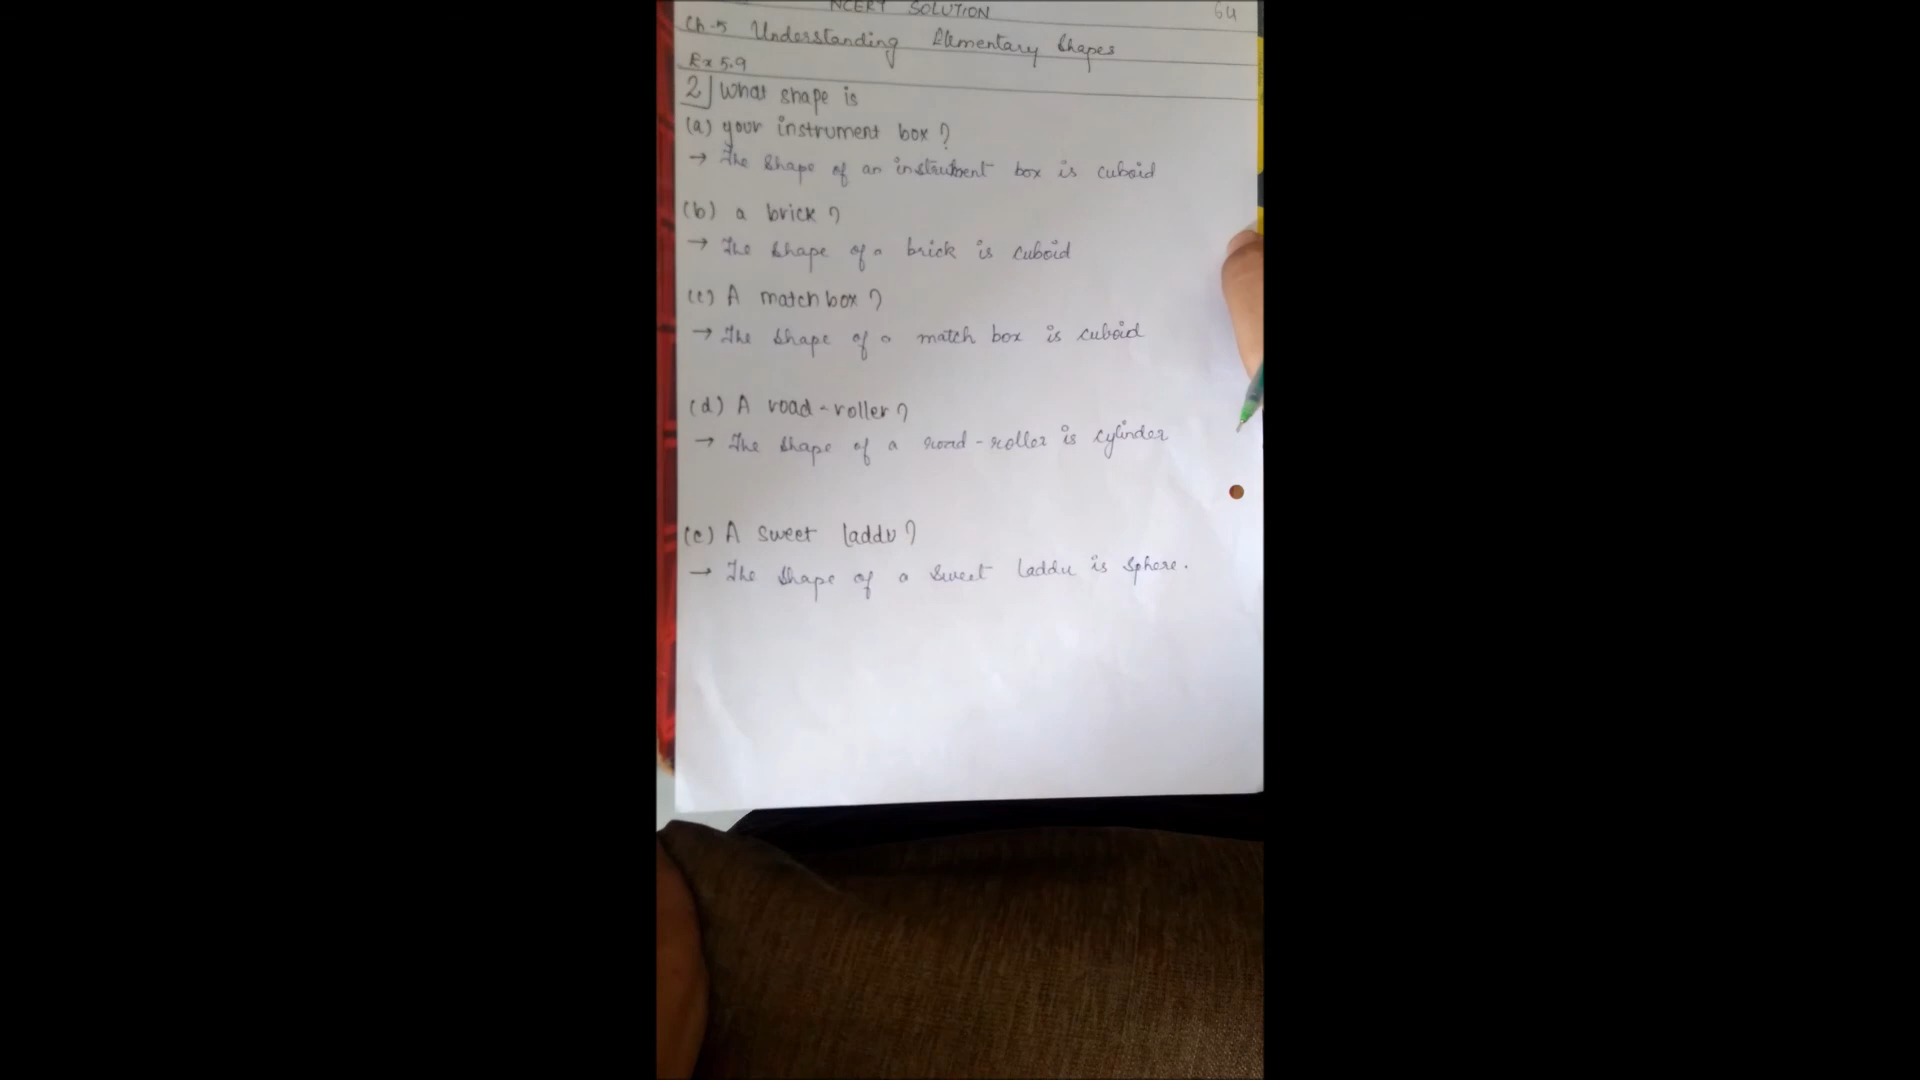 NCERT SOLUTION 64
Ch-5 Understanding Elementary Shapes
Ex 5.9
2 What shape is
(a) your instrument box?
→ The shape of an instrument box is cuboid
(b) a brick?
→ The shape of a brick is cuboid
(c) A match box?
→ The shape of a match box is cuboid
(d) A road-roller?
→ The shape of a road-roller is cylinder
(e) A sweet laddu?
→ The shape of a sweet laddu is sphere.